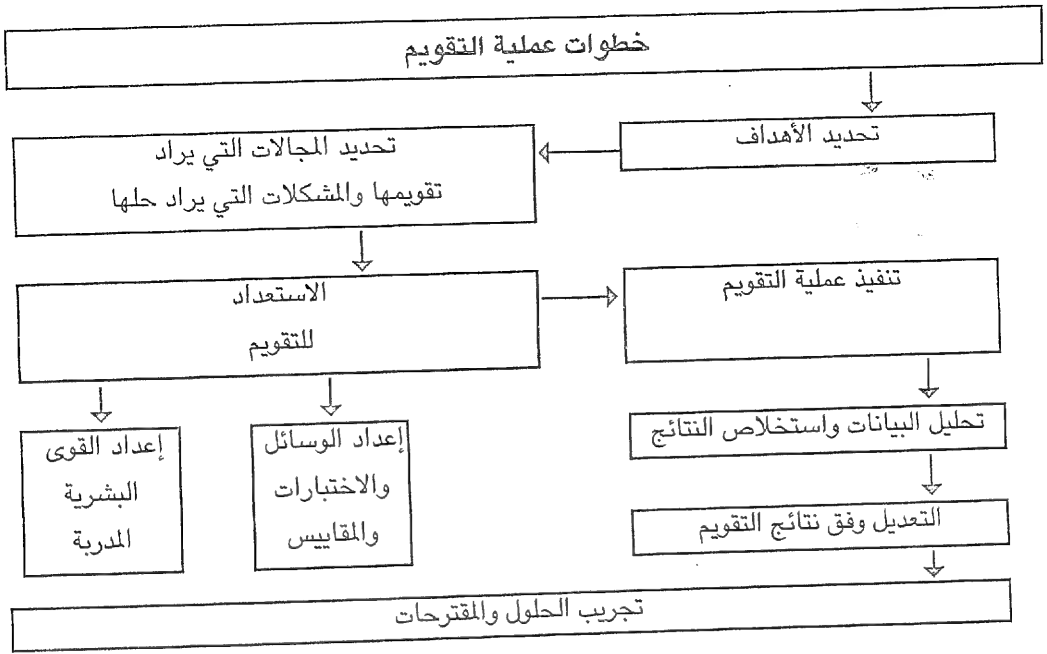 خطوات عملية التقويم
تحديد الأهداف
تحديد المجالات التي يراد
تقويمها والمشكلات التي يراد حلها
الاستعداد
للتقويم
تنفيذ عملية التقويم
إعداد الوسائل
والاختبارات
والمقاييس
إعداد القوى
البشرية
المدربة
تحليل البيانات واستخلاص النتائج
التعديل وفق نتائج التقويم
تجريب الحلول والمقترحات